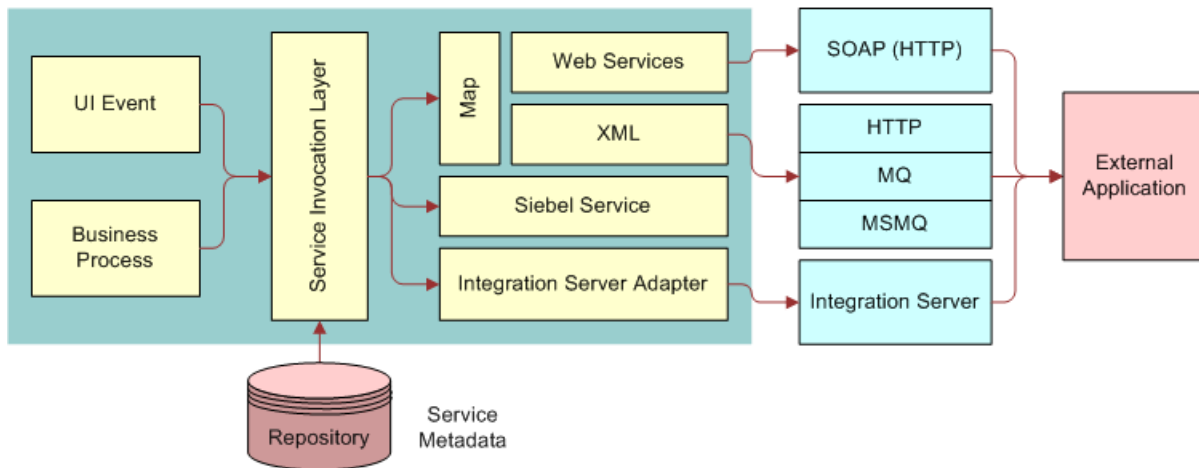 UI Event
Business
Process
Service Invocation Layer
Map
Web Services
XML
Siebel Service
Integration Server Adapter
SOAP (HTTP)
HTTP
MQ
MSMQ
Integration Server
External
Application
Repository
Service
Metadata